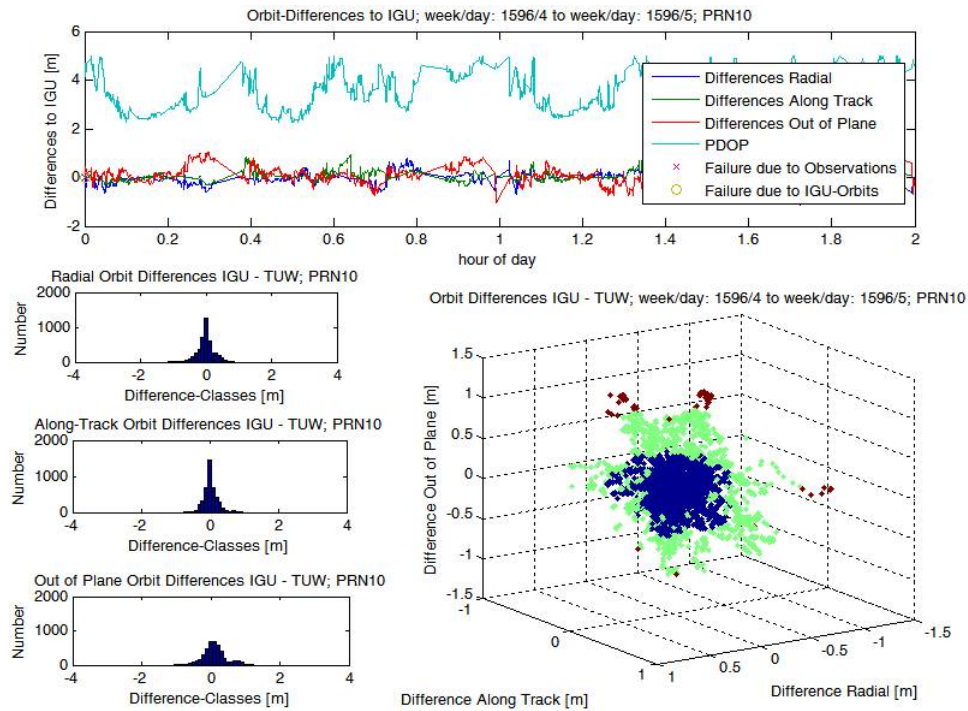 Orbit-Differences to IGU; week/day: 1596/4 to week/day: 1596/5; PRN10
6
4
2
0
-2
Differences to IGU [m]
Differences Radial
Differences Along Track
Differences Out of Plane
PDOP
Failure due to Observations
Failure due to IGU-Orbits
0 0.2 0.4 0.6 0.8 1 1.2 1.4 1.6 1.8 2
hour of day
Radial Orbit Differences IGU - TUW; PRN10
2000
1000
0
Number
-4 -2 0 2 4
Difference-Classes [m]
Along-Track Orbit Differences IGU - TUW; PRN10
2000
1000
0
Number
-4 -2 0 2 4
Difference-Classes [m]
Out of Plane Orbit Differences IGU - TUW; PRN10
2000
1000
0
Number
-4 -2 0 2 4
Difference-Classes [m]
Orbit Differences IGU - TUW; week/day: 1596/4 to week/day: 1596/5; PRN10
1.5
1
0.5
0
-0.5
-1
-1.5
Difference Out of Plane [m]
-1
0
1
Difference Along Track [m]
1 0.5 0 -0.5 -1 -1.5
Difference Radial [m]